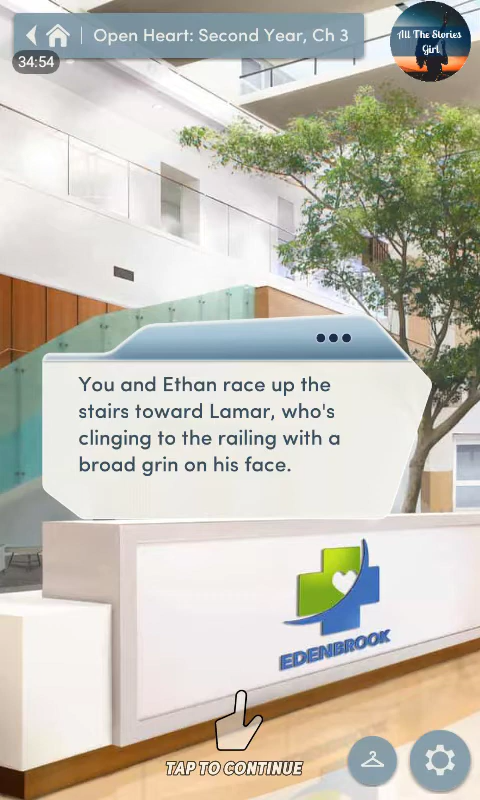 Open Heart: Second Year, Ch 3
All The Stories
Girl
34:54
You and Ethan race up the
stairs toward Lamar, who's
clinging to the railing with a
broad grin on his face.
EDENBROOK
TAP TO CONTINUE